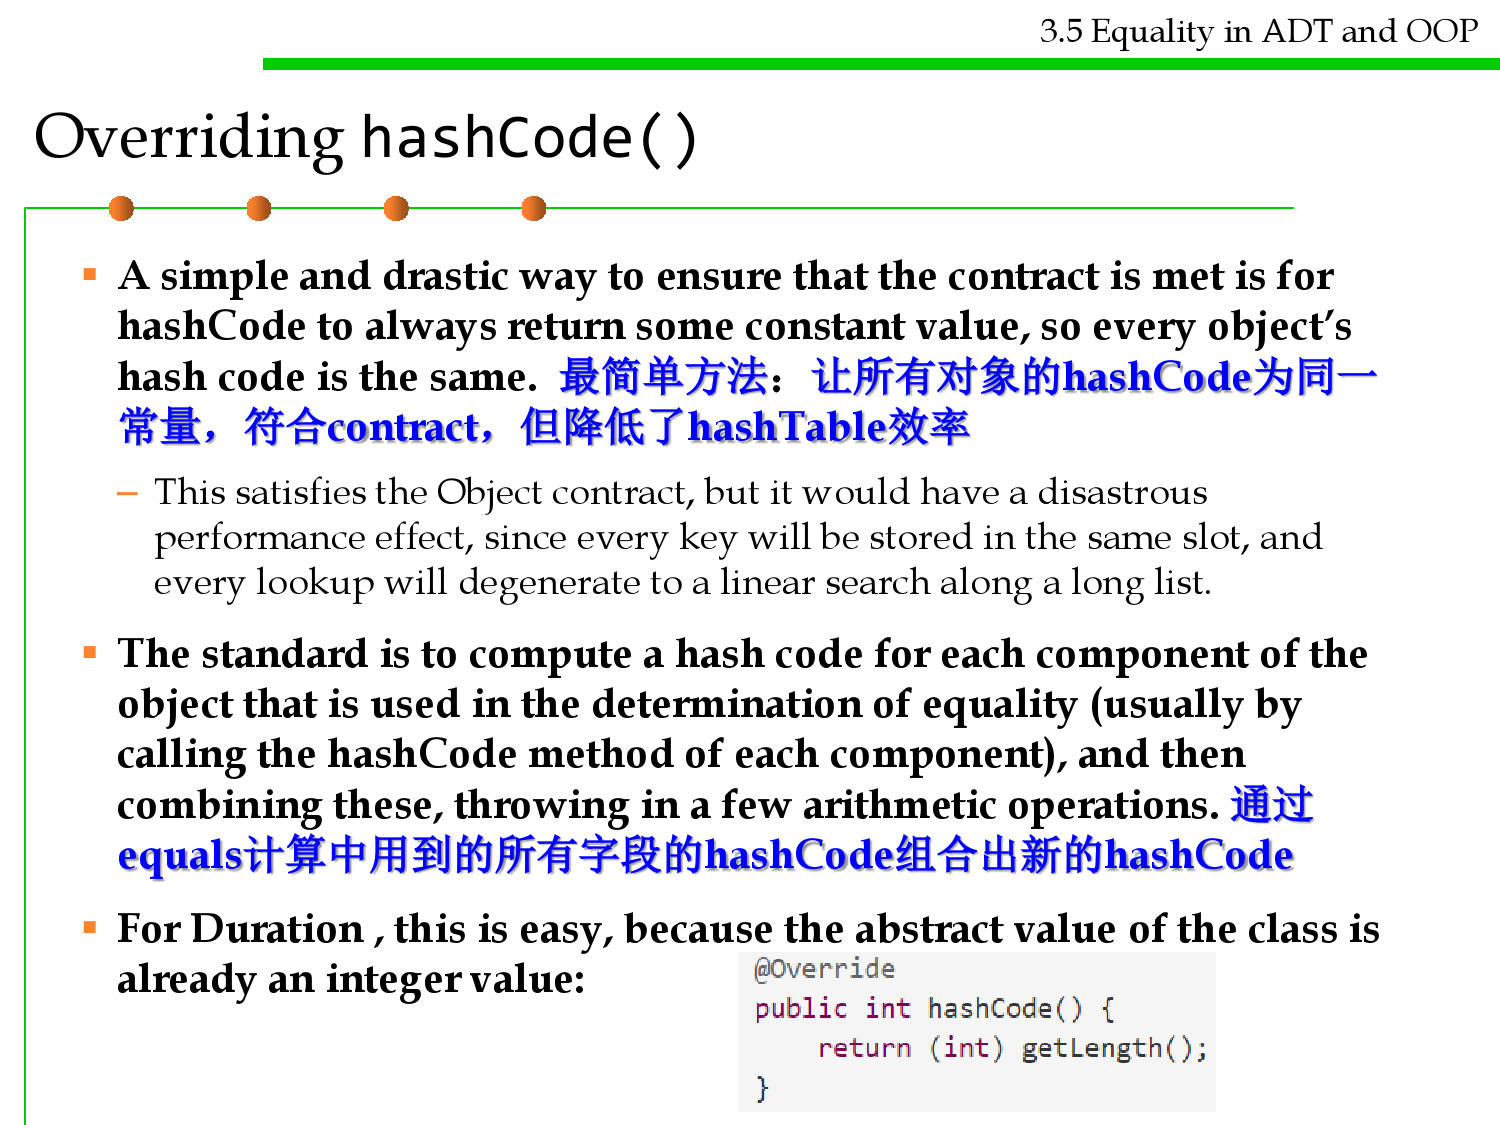 3.5 Equality in ADT and OOP
Overriding hashCode()
▪ A simple and drastic way to ensure that the contract is met is for
hashCode to always return some constant value, so every object’s
hash code is the same. 最简单方法：让所有对象的hashCode为同一
常量，符合contract，但降低了hashTable效率
– This satisfies the Object contract, but it would have a disastrous
performance effect, since every key will be stored in the same slot, and
every lookup will degenerate to a linear search along a long list.
▪ The standard is to compute a hash code for each component of the
object that is used in the determination of equality (usually by
calling the hashCode method of each component), and then
combining these, throwing in a few arithmetic operations. 通过
equals计算中用到的所有字段的hashCode组合出新的hashCode
▪ For Duration , this is easy, because the abstract value of the class is
already an integer value:
@Override
public int hashCode() {
    return (int) getLength();
}